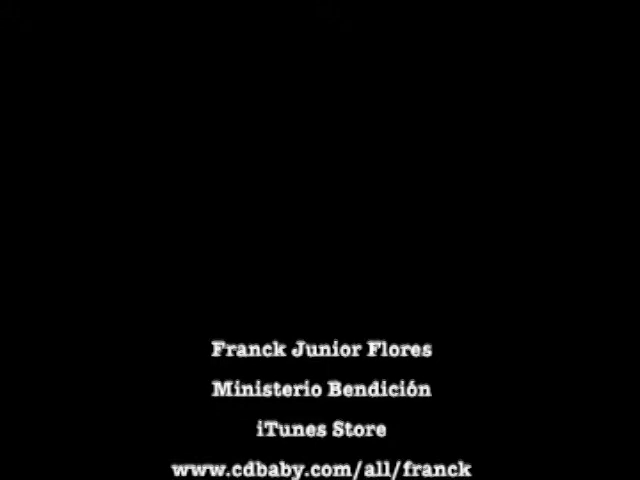 Franck Junior Flores
Ministerio Bendición
iTunes Store
www.cdbaby.com/all/franck